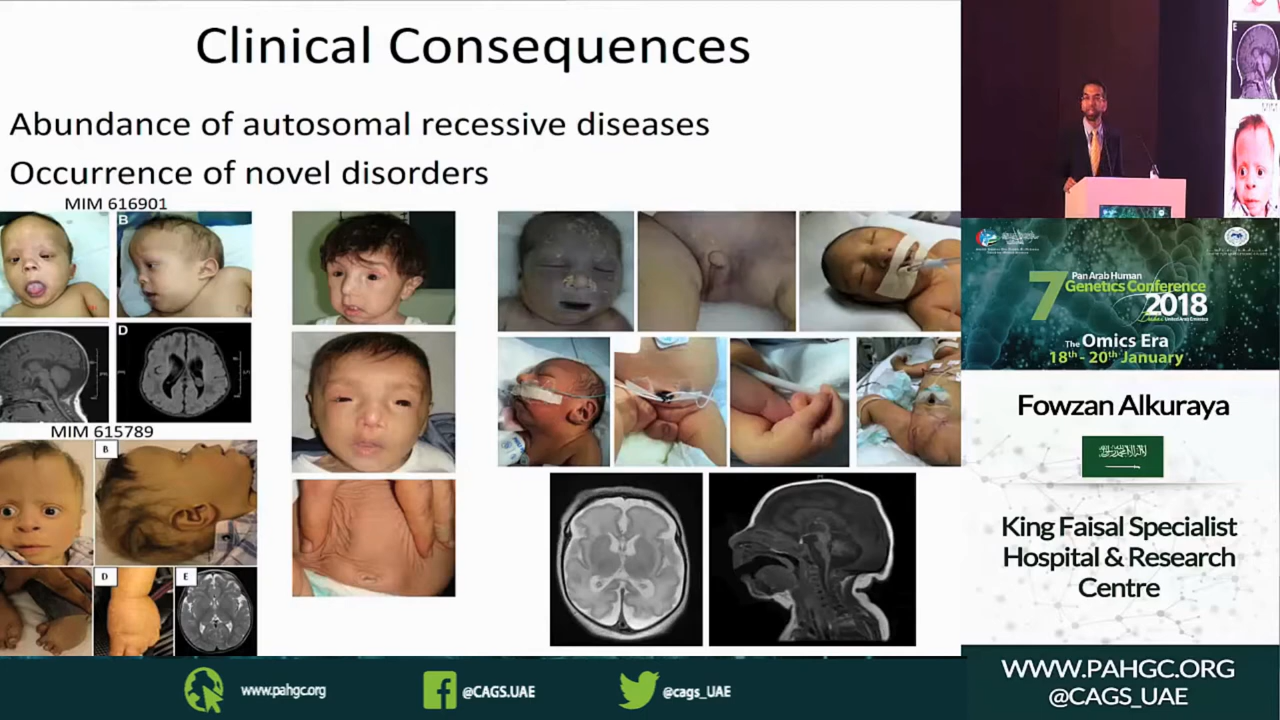 Clinical Consequences
Abundance of autosomal recessive diseases
Occurrence of novel disorders
MIM 616901
B
D
MIM 615789
B
D
E
E
7
Pan Arab Human
Genetics Conference
2018
The Omics Era
18th - 20th January
Fowzan Alkuraya
King Faisal Specialist
Hospital & Research
Centre
WWW.PAHGC.ORG
@CAGS_UAE
www.pahgc.org
@CAGS.UAE
@cags_UAE